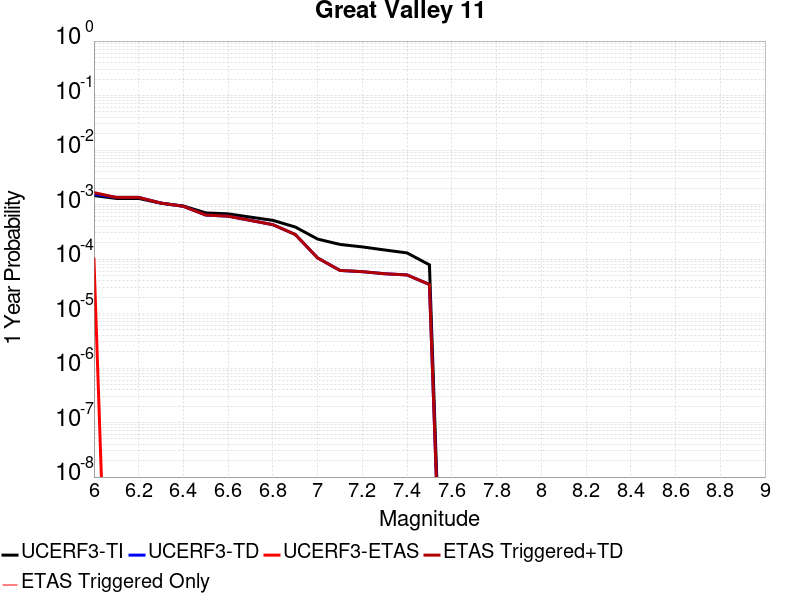 Great Valley 11
10^0
10^-1
10^-2
10^-3
10^-4
10^-5
10^-6
10^-7
10^-8
1 Year Probability
6 6.2 6.4 6.6 6.8 7 7.2 7.4 7.6 7.8 8 8.2 8.4 8.6 8.8 9
Magnitude
UCERF3-TI UCERF3-TD UCERF3-ETAS ETAS Triggered+TD
ETAS Triggered Only